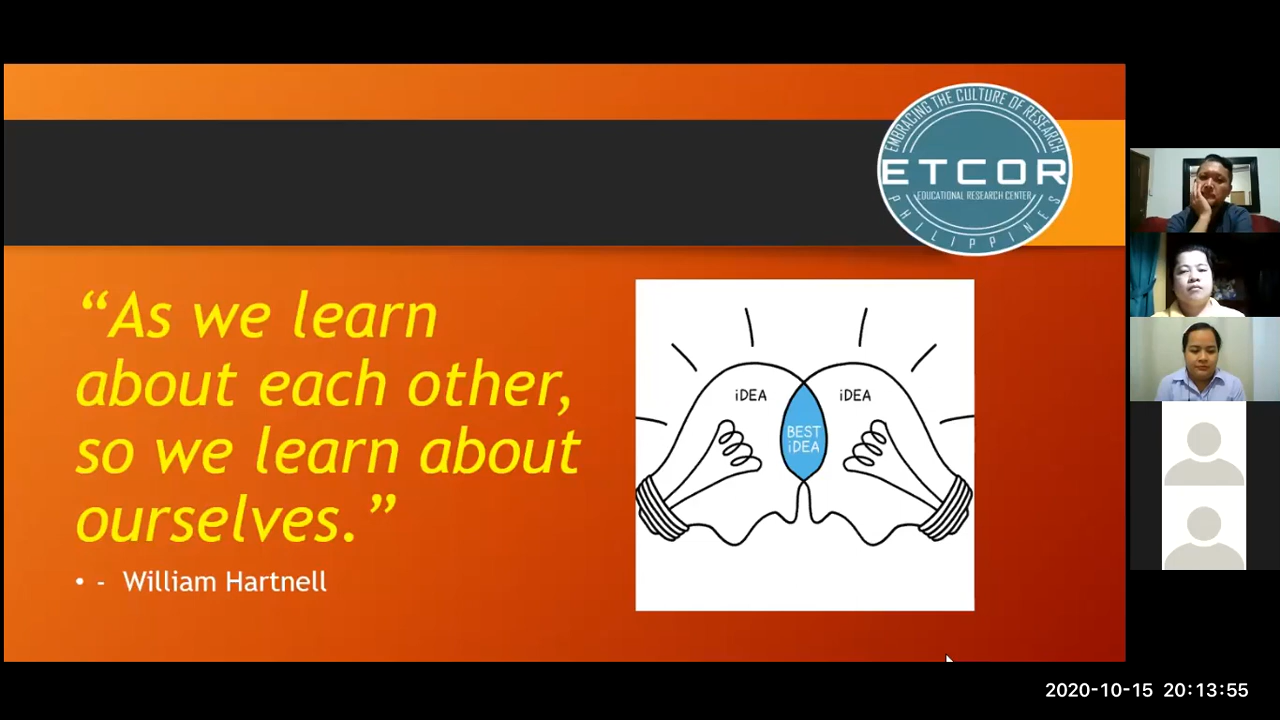 EMBRACING THE CULTURE OF RESEARCH
ETCOR
EDUCATIONAL RESEARCH CENTER
PHILIPPINES
“As we learn
about each other,
so we learn about
ourselves.”
• - William Hartnell
iDEA
iDEA
BEST
iDEA
2020-10-15 20:13:55